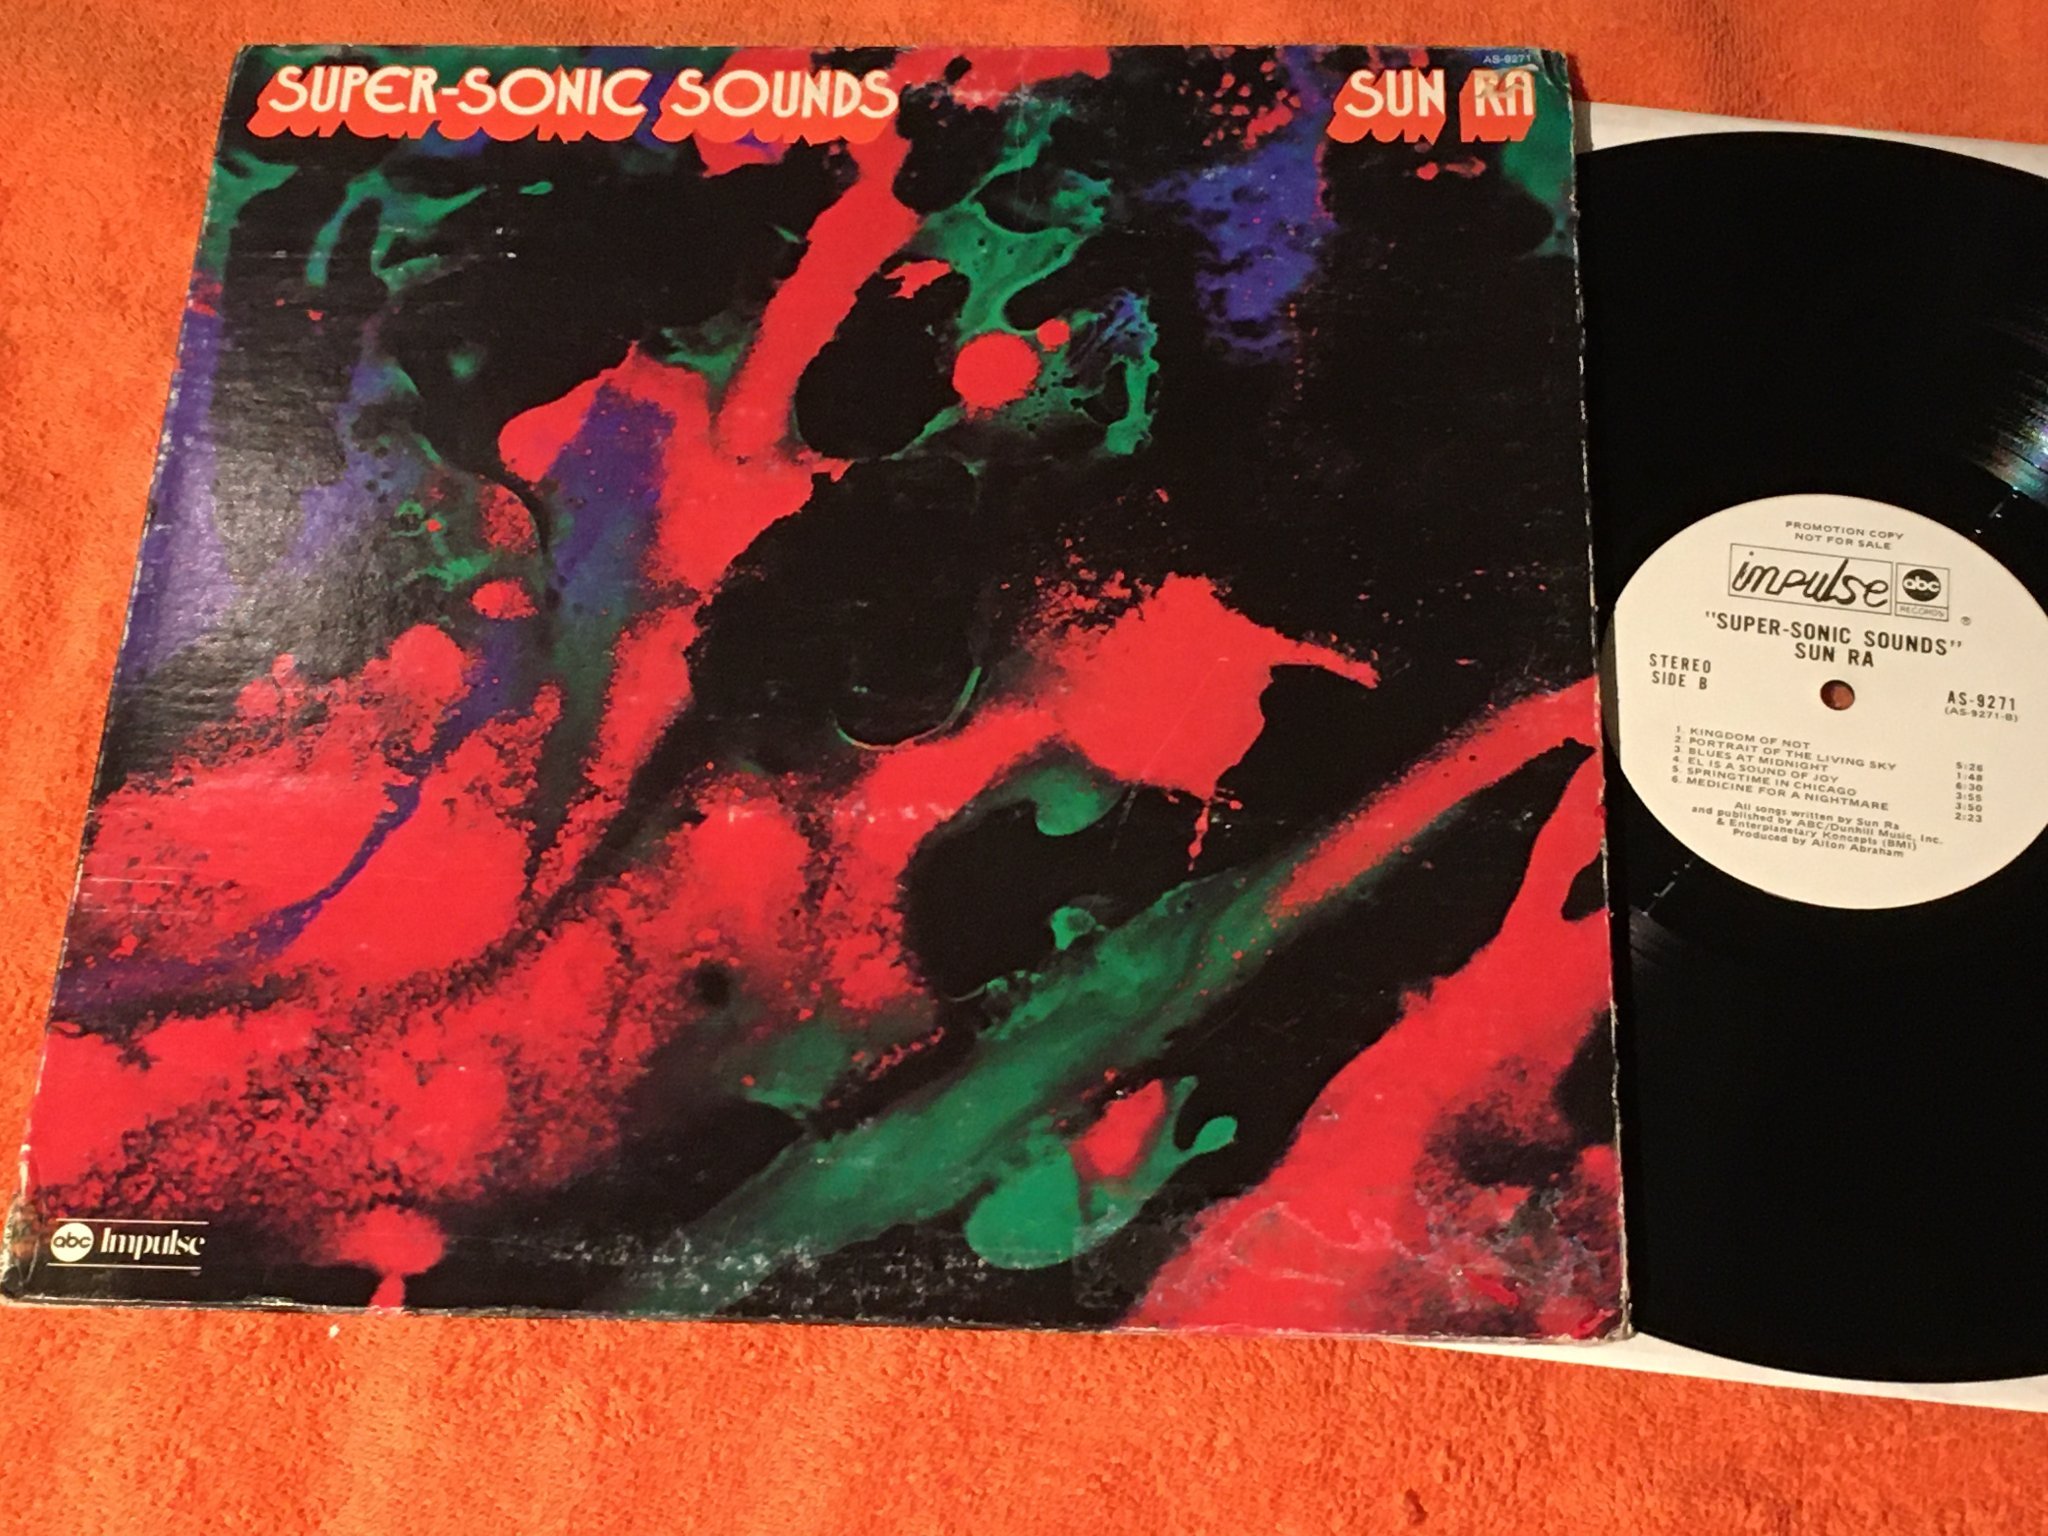 AS-9271
SUPER-SONIC SOUNDS
SUN RA
abc Impulse
PROMOTION COPY
NOT FOR SALE
impulse abc
RECORDS
®
"SUPER-SONIC SOUNDS"
SUN RA
STEREO
SIDE B
AS-9271
(AS-9271-B)
1. KINGDOM OF NOT 5:26
2. PORTRAIT OF THE LIVING SKY 1:48
3. BLUES AT MIDNIGHT 6:30
4. EL IS A SOUND OF JOY 3:55
5. SPRINGTIME IN CHICAGO 3:50
6. MEDICINE FOR A NIGHTMARE 2:23
All songs written by Sun Ra
and published by ABC/Dunhill Music, Inc.
& Enterplanetary Koncepts (BMI)
Produced by Alton Abraham